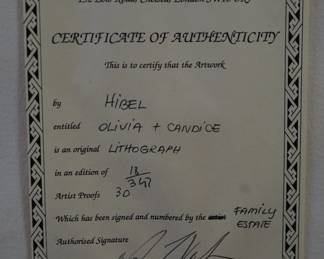 CERTIFICATE OF AUTHENTICITY
This is to certify that the Artwork
by HIBEL
entitled OLIVIA + CANDICE
is an original LITHOGRAPH
in an edition of 18/347
Artist Proofs 30
Which has been signed and numbered by the artist FAMILY ESTATE
Authorised Signature